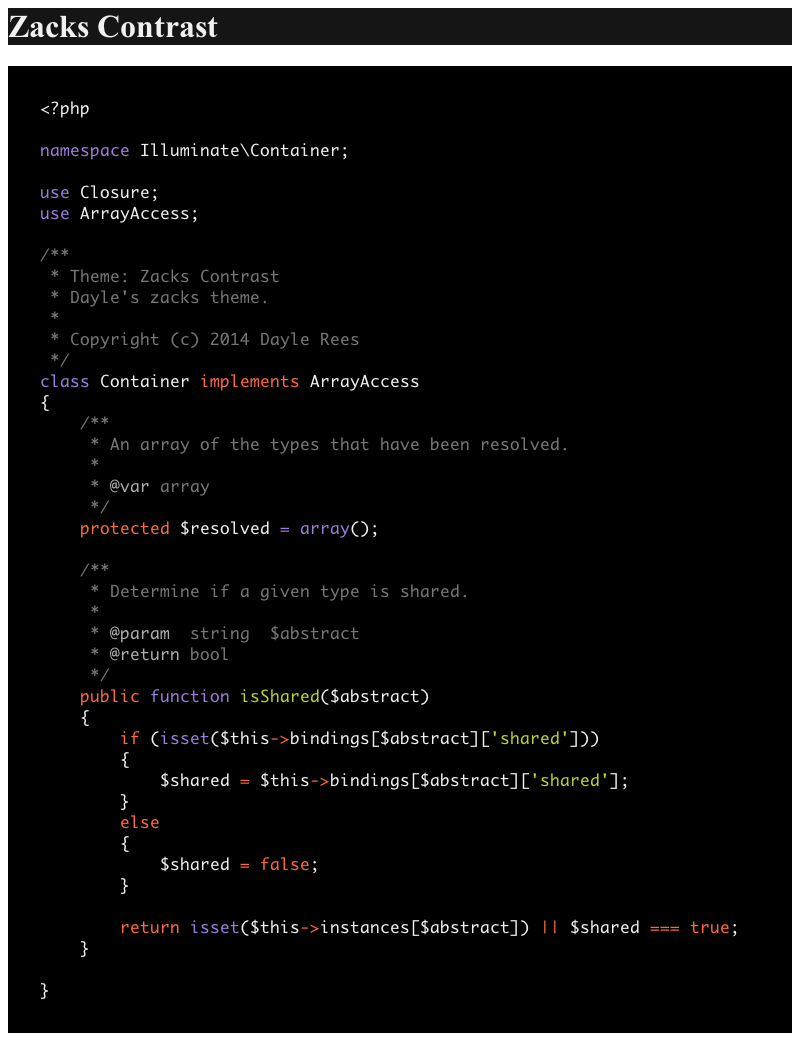 Zacks Contrast
<?php
namespace Illuminate\Container;
use Closure;
use ArrayAccess;
/**
 * Theme: Zacks Contrast
 * Dayle's zacks theme.
 *
 * Copyright (c) 2014 Dayle Rees
 */
class Container implements ArrayAccess
{
    /**
     * An array of the types that have been resolved.
     *
     * @var array
     */
    protected $resolved = array();
    /**
     * Determine if a given type is shared.
     *
     * @param  string  $abstract
     * @return bool
     */
    public function isShared($abstract)
    {
        if (isset($this->bindings[$abstract]['shared']))
        {
            $shared = $this->bindings[$abstract]['shared'];
        }
        else
        {
            $shared = false;
        }
        return isset($this->instances[$abstract]) || $shared === true;
    }
}